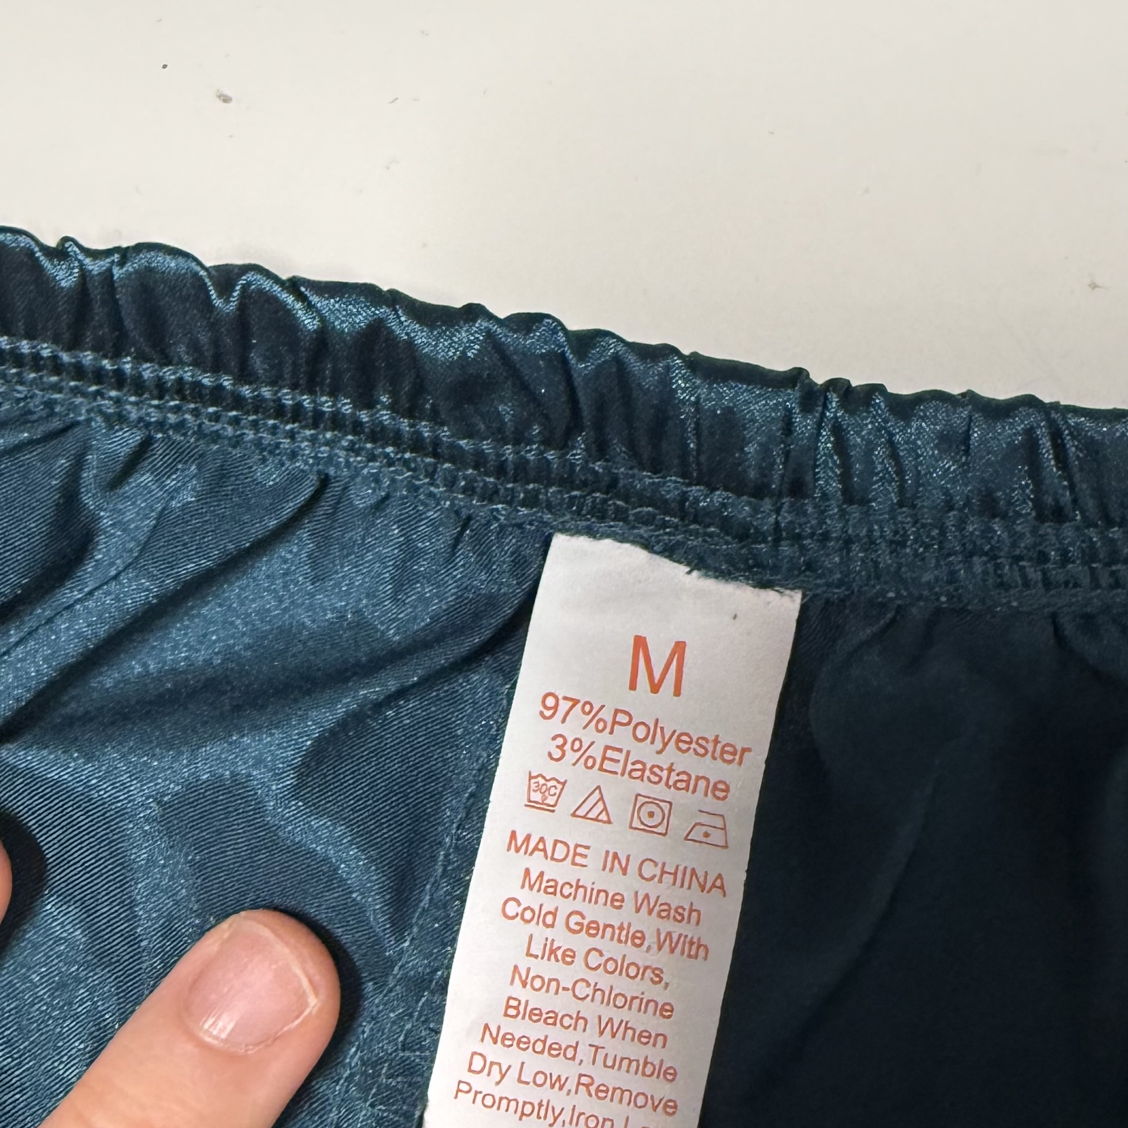 M
97%Polyester
3%Elastane
30C
MADE IN CHINA
Machine Wash
Cold Gentle,With
Like Colors,
Non-Chlorine
Bleach When
Needed,Tumble
Dry Low,Remove
Promptly,Iron